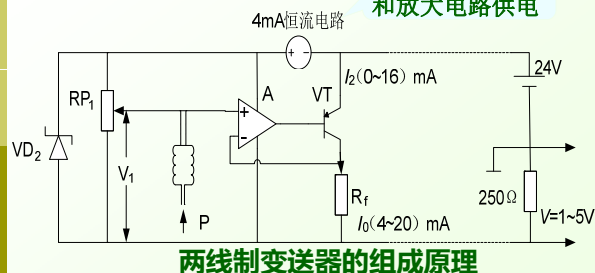 和放大电路供电
4mA恒流电路
+ −
24V
I₂(0~16) mA
A
VT
RP₁
+
-
VD₂
V₁
250Ω
R_f
P
V=1~5V
I₀(4~20) mA
两线制变送器的组成原理